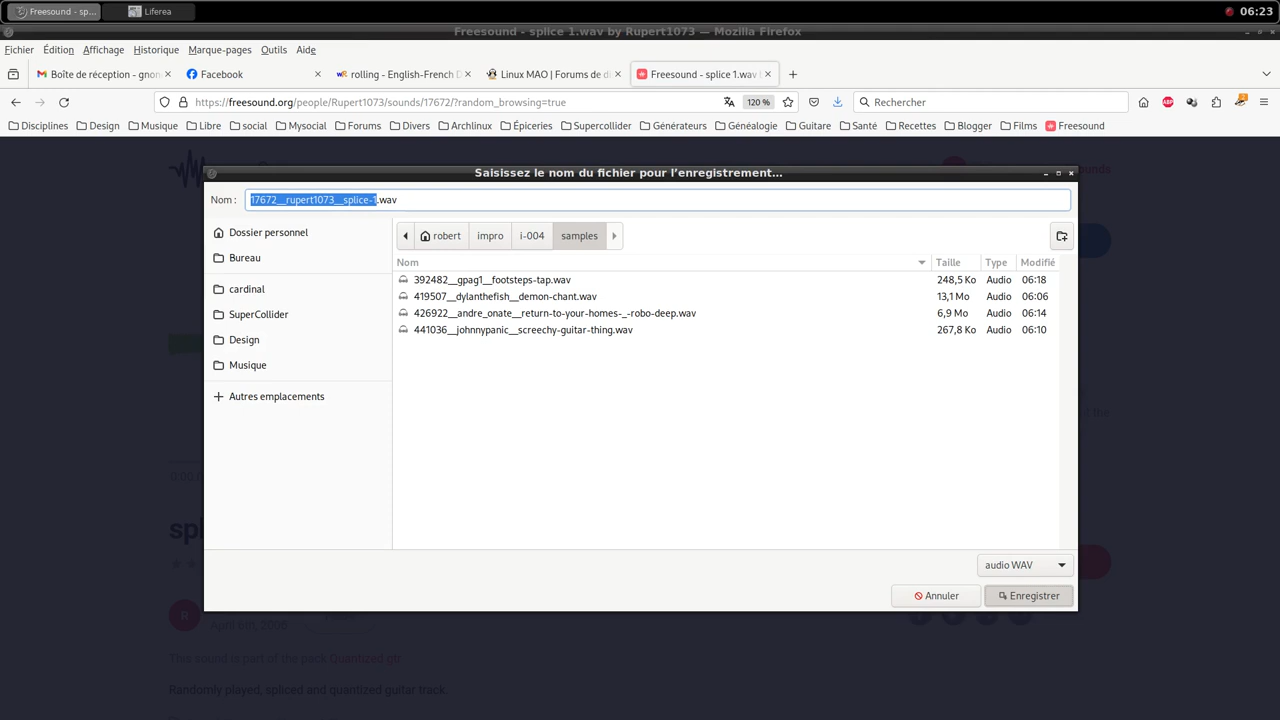 Freesound - spl...
Liferea
06:23
Freesound - splice 1.wav by Rupert1073 — Mozilla Firefox
Fichier Édition Affichage Historique Marque-pages Outils Aide
Boîte de réception - gnon
Facebook
rolling - English-French D
Linux MAO | Forums de di
Freesound - splice 1.wav
https://freesound.org/people/Rupert1073/sounds/17672/?random_browsing=true
120 %
Rechercher
Disciplines Design Musique Libre social Mysocial Forums Divers Archlinux Épiceries Supercollider Générateurs Généalogie Guitare Santé Recettes Blogger Films Freesound
Saisissez le nom du fichier pour l'enregistrement…
Nom : 17672__rupert1073__splice-1.wav
Dossier personnel
Bureau
cardinal
SuperCollider
Design
Musique
Autres emplacements
robert impro i-004 samples
Nom Taille Type Modifié
392482__gpag1__footsteps-tap.wav 248,5 Ko Audio 06:18
419507__dylanthefish__demon-chant.wav 13,1 Mo Audio 06:06
426922__andre_onate__return-to-your-homes-_-robo-deep.wav 6,9 Mo Audio 06:14
441036__johnnypanic__screechy-guitar-thing.wav 267,8 Ko Audio 06:10
audio WAV
Annuler Enregistrer
R
April 6th, 2006
This sound is part of the pack Quantized gtr
Randomly played, spliced and quantized guitar track.